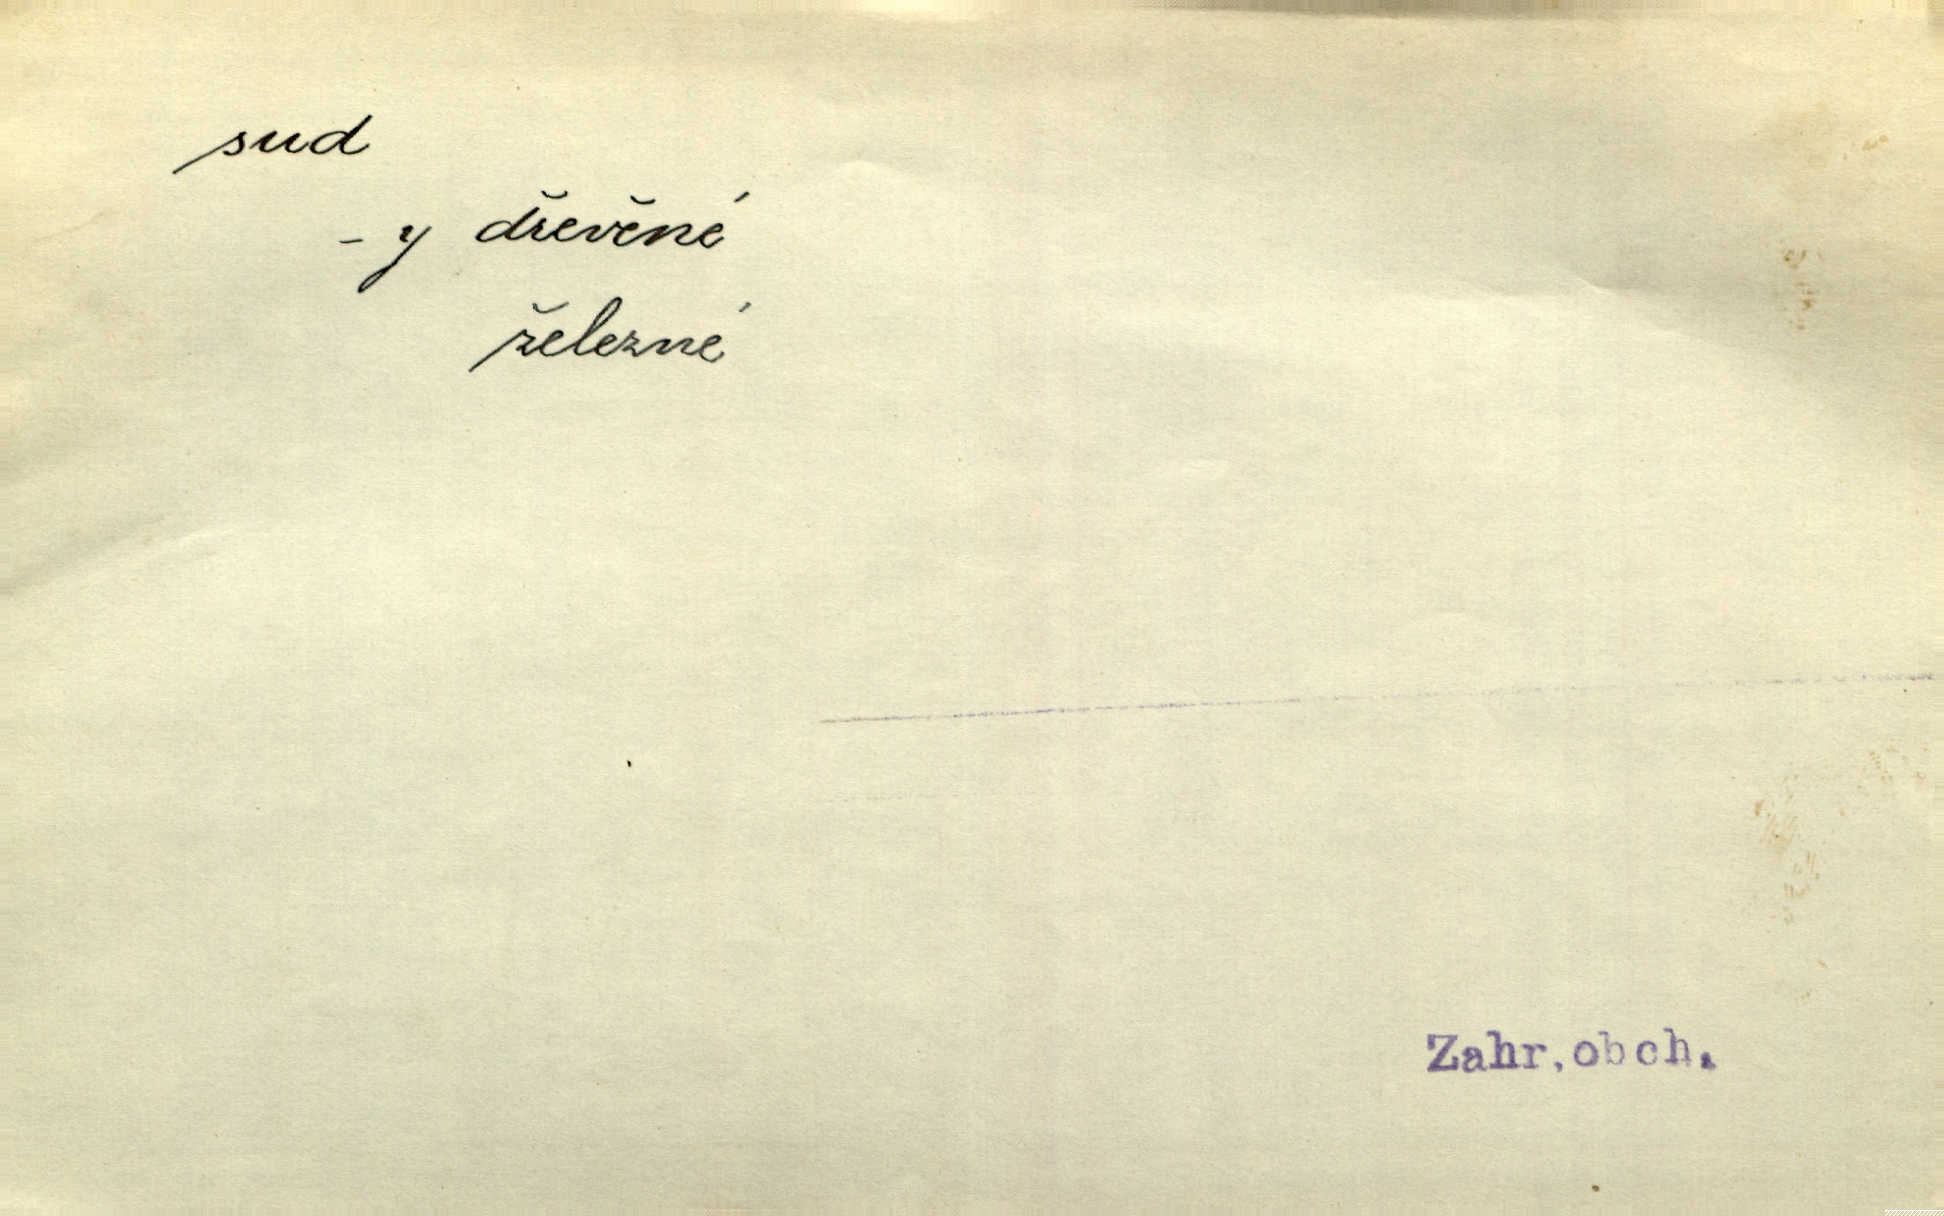 sud
- y dřevěné
železné
Zahr.obch.